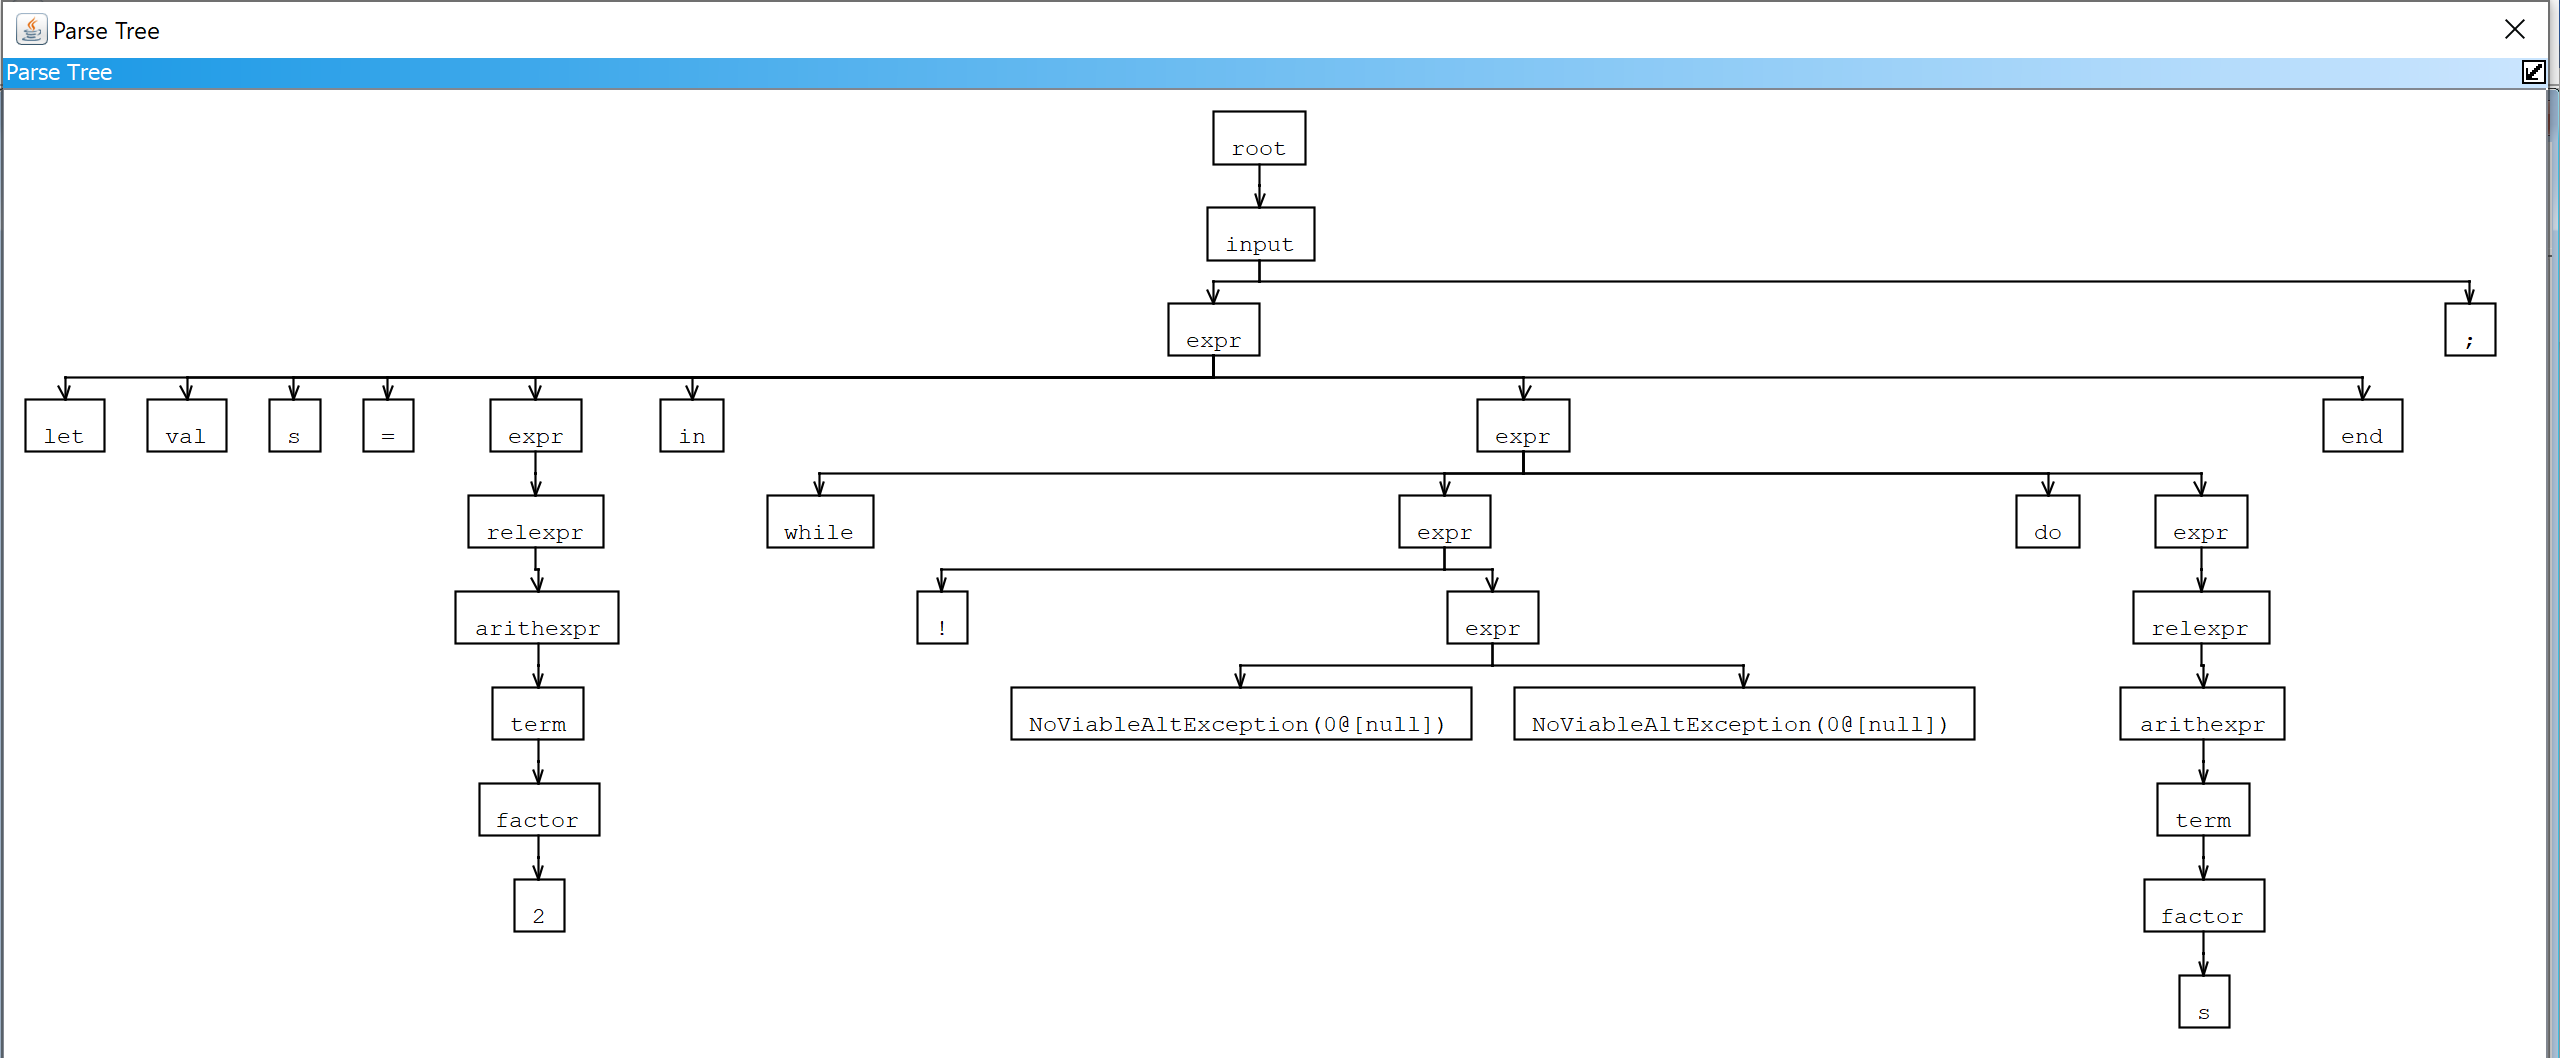 Parse Tree
Parse Tree
root
input
expr ;
let val s = expr in expr end
relexpr while expr do expr
arithexpr ! expr relexpr
term NoViableAltException(0@[null]) NoViableAltException(0@[null]) arithexpr
factor term
2 factor
s